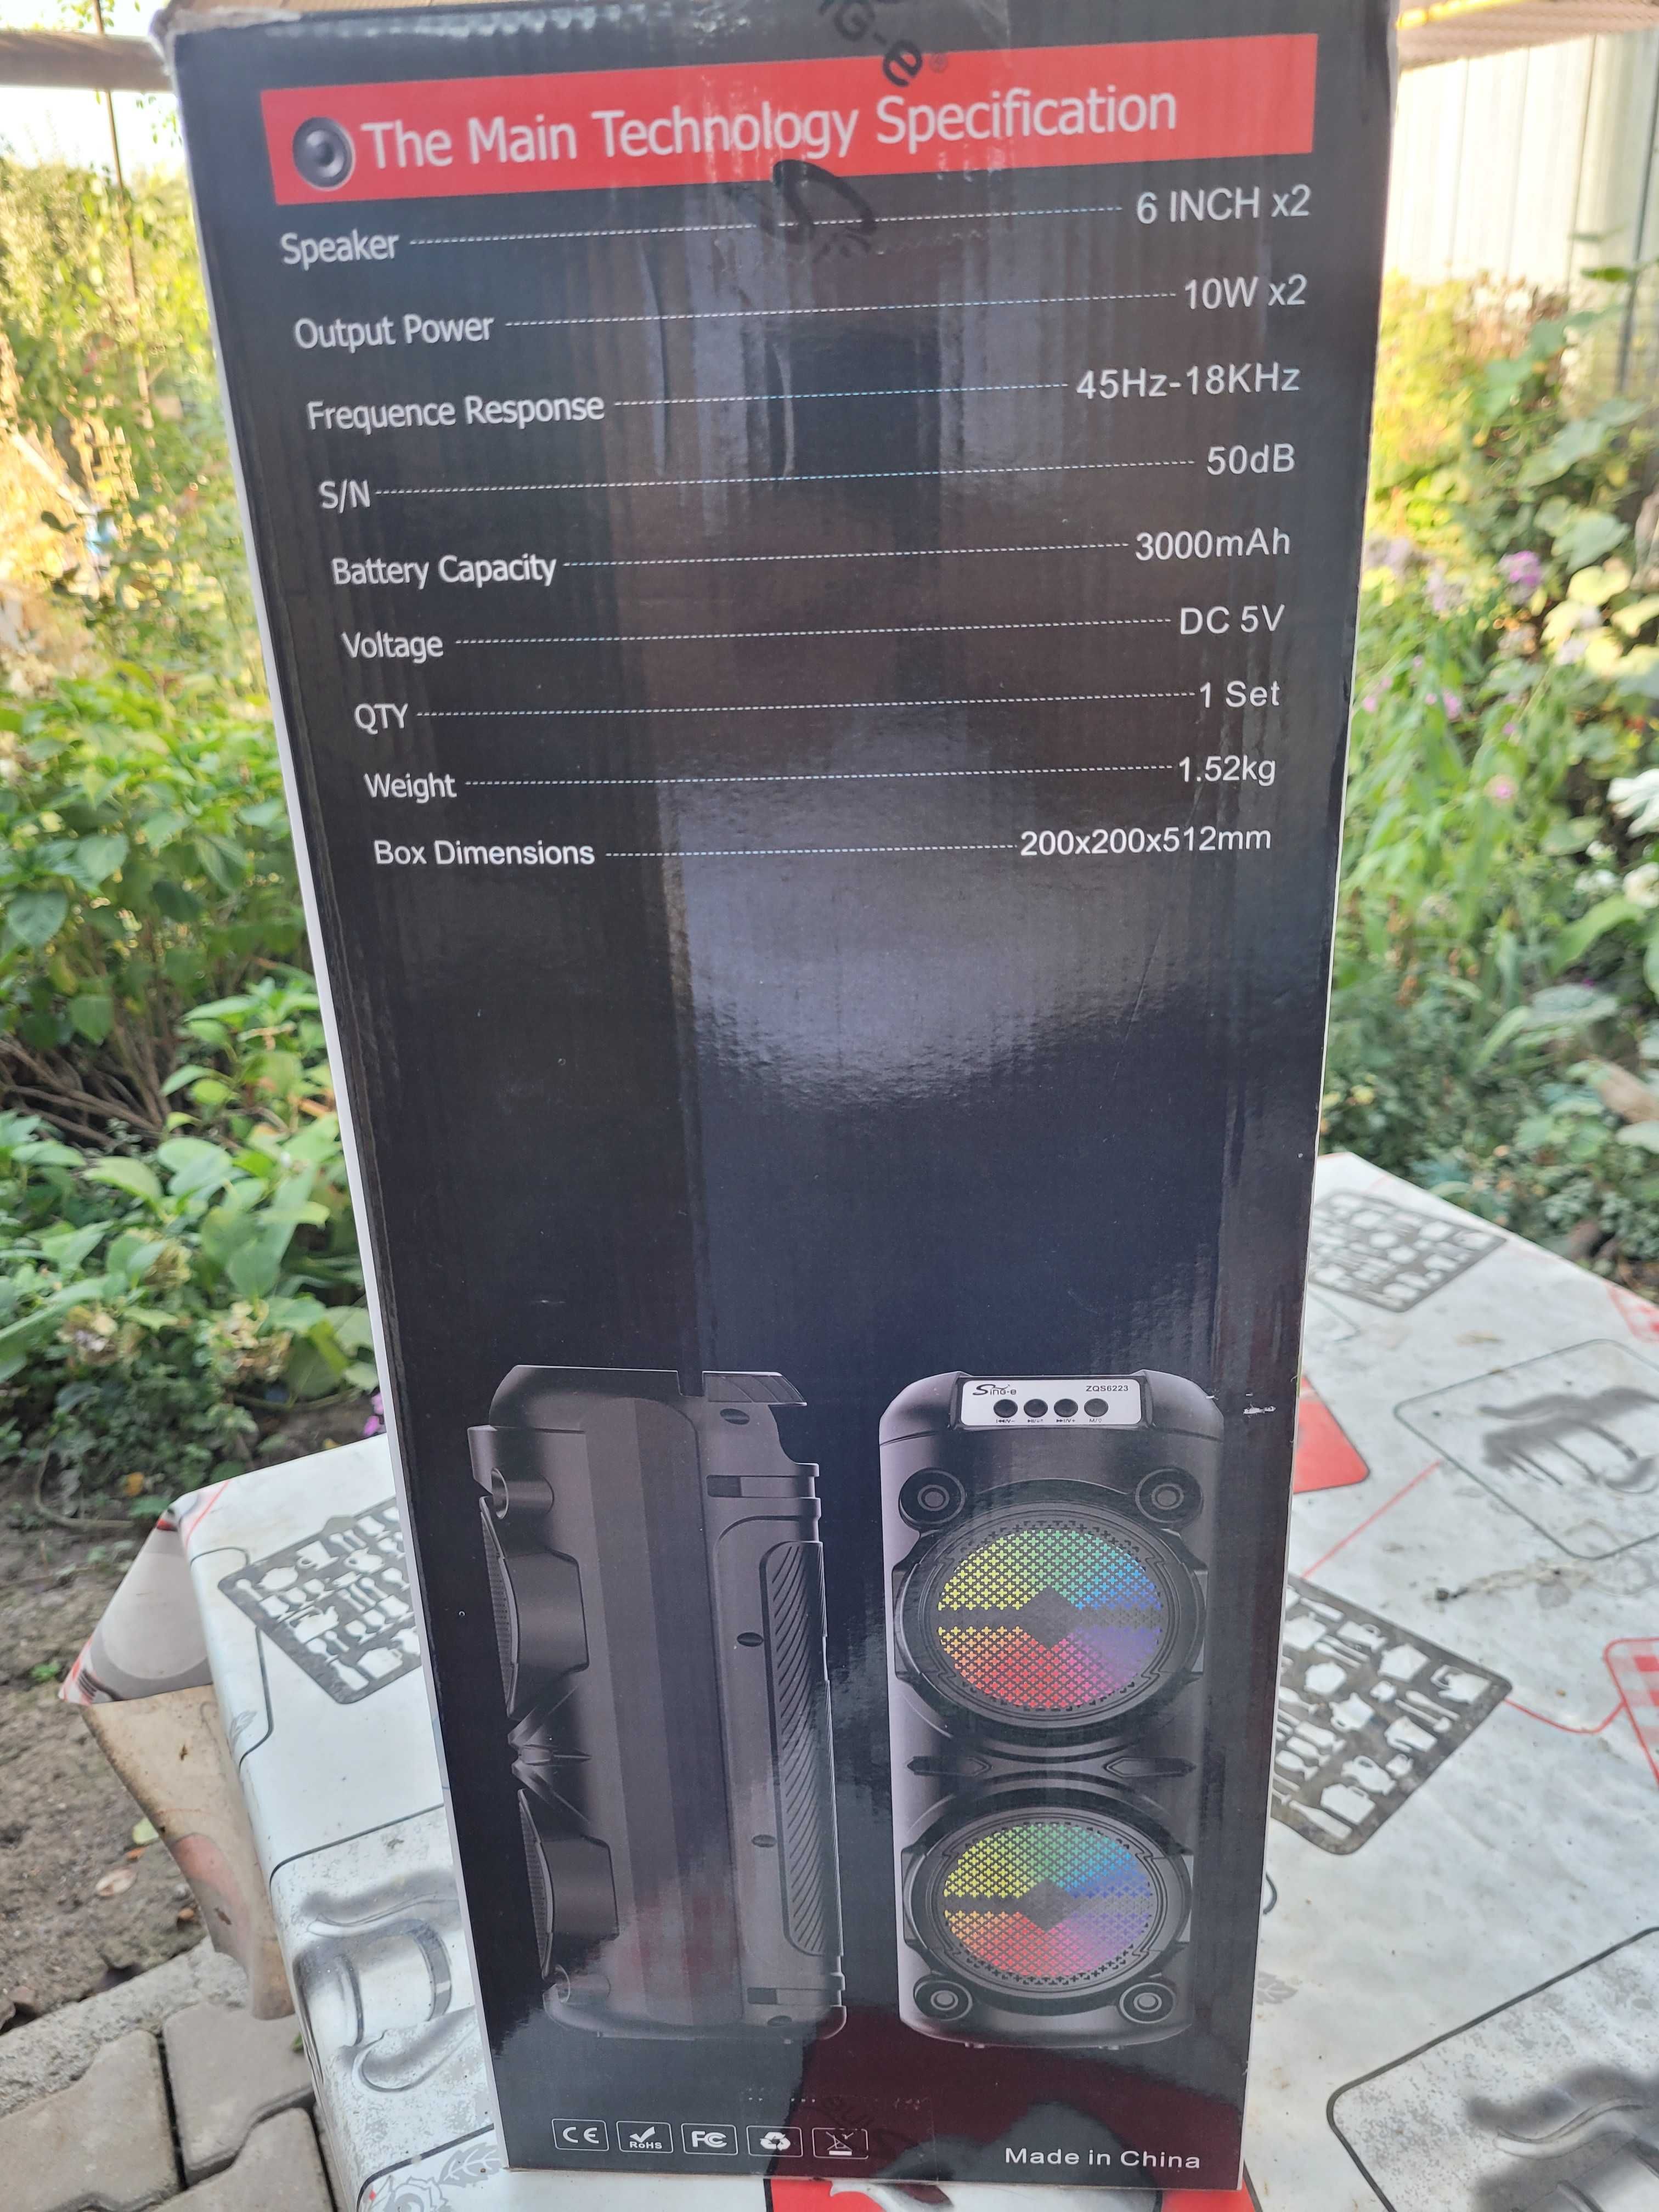 The Main Technology Specification
Speaker 6 INCH x2
Output Power 10W x2
Frequence Response 45Hz-18KHz
S/N 50dB
Battery Capacity 3000mAh
Voltage DC 5V
QTY 1 Set
Weight 1.52kg
Box Dimensions 200x200x512mm
Sing-e ZQS6223
CE RoHS FC
Made in China